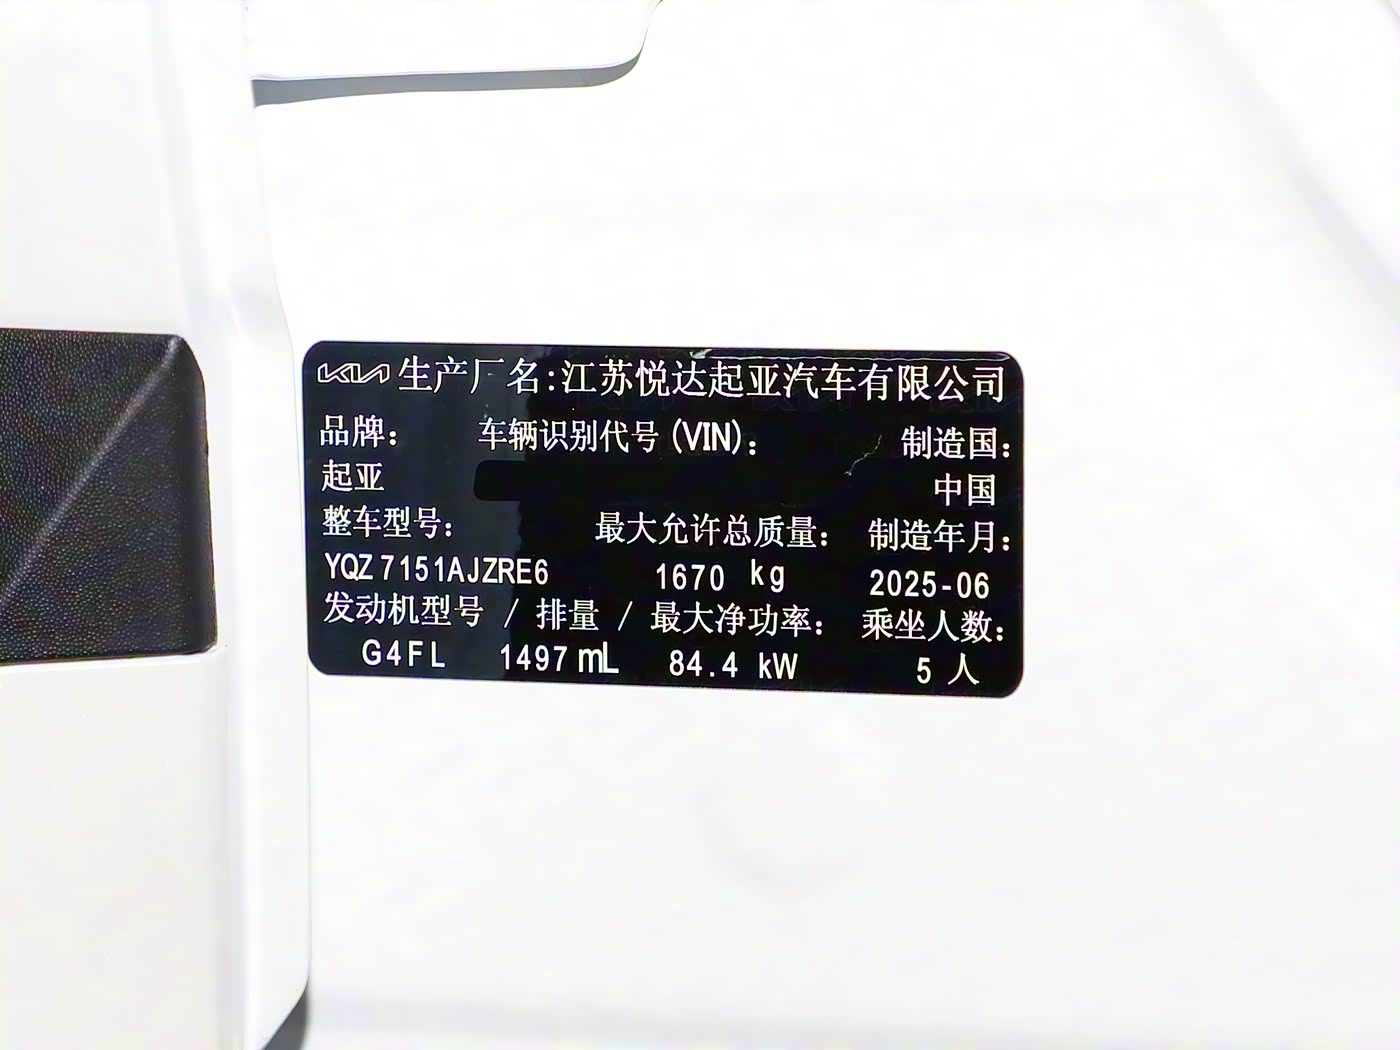 KIA 生产厂名:江苏悦达起亚汽车有限公司
品牌: 车辆识别代号(VIN): 制造国:
起亚 中国
整车型号: 最大允许总质量: 制造年月:
YQZ7151AJZRE6 1670 kg 2025-06
发动机型号 / 排量 / 最大净功率: 乘坐人数:
G4FL 1497 mL 84.4 kW 5 人